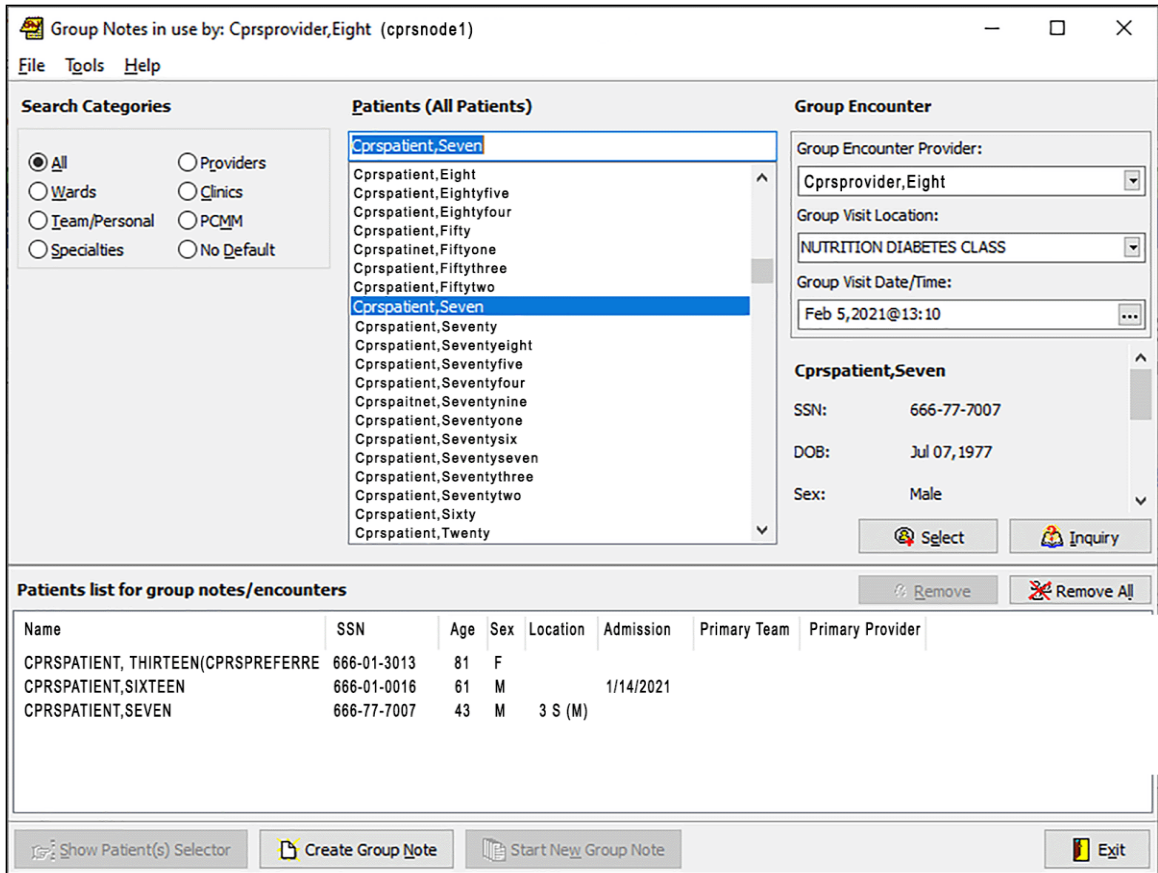 Group Notes in use by: Cprsprovider,Eight (cprsnode1)
File Tools Help
Search Categories
All
Providers
Wards
Clinics
Team/Personal
PCMM
Specialties
No Default
Patients (All Patients)
Cprspatient,Seven
Cprspatient,Eight
Cprspatient,Eightyfive
Cprspatient,Eightyfour
Cprspatient,Fifty
Cprspatinet,Fiftyone
Cprspatient,Fiftythree
Cprspatient,Fiftytwo
Cprspatient,Seven
Cprspatient,Seventy
Cprspatient,Seventyeight
Cprspatient,Seventyfive
Cprspatient,Seventyfour
Cprspaitnet,Seventynine
Cprspatient,Seventyone
Cprspatient,Seventysix
Cprspatient,Seventyseven
Cprspatient,Seventythree
Cprspatient,Seventytwo
Cprspatient,Sixty
Cprspatient,Twenty
Group Encounter
Group Encounter Provider:
Cprsprovider,Eight
Group Visit Location:
NUTRITION DIABETES CLASS
Group Visit Date/Time:
Feb 5,2021@13:10 ...
Cprspatient,Seven
SSN: 666-77-7007
DOB: Jul 07,1977
Sex: Male
Select Inquiry
Patients list for group notes/encounters Remove Remove All
Name SSN Age Sex Location Admission Primary Team Primary Provider
CPRSPATIENT, THIRTEEN(CPRSPREFERRE 666-01-3013 81 F
CPRSPATIENT,SIXTEEN 666-01-0016 61 M 1/14/2021
CPRSPATIENT,SEVEN 666-77-7007 43 M 3 S (M)
Show Patient(s) Selector Create Group Note Start New Group Note Exit